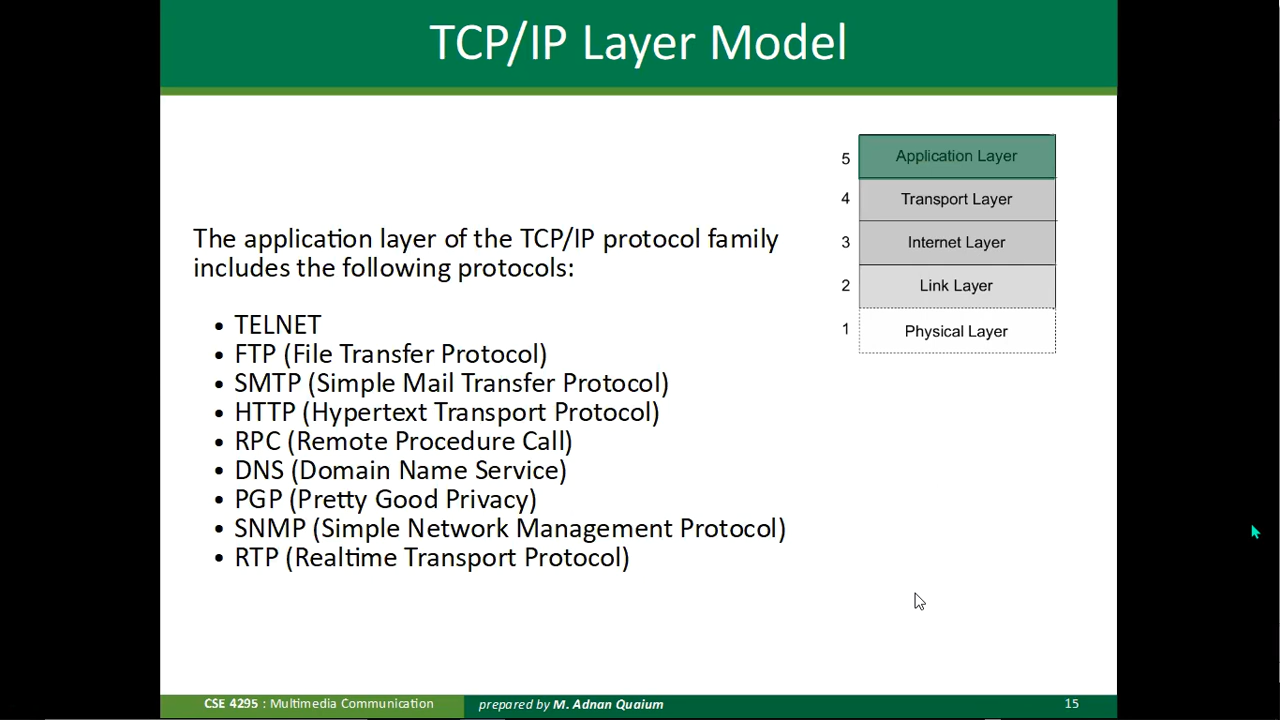 TCP/IP Layer Model
The application layer of the TCP/IP protocol family
includes the following protocols:
• TELNET
• FTP (File Transfer Protocol)
• SMTP (Simple Mail Transfer Protocol)
• HTTP (Hypertext Transport Protocol)
• RPC (Remote Procedure Call)
• DNS (Domain Name Service)
• PGP (Pretty Good Privacy)
• SNMP (Simple Network Management Protocol)
• RTP (Realtime Transport Protocol)
5 Application Layer
4 Transport Layer
3 Internet Layer
2 Link Layer
1 Physical Layer
CSE 4295 : Multimedia Communication prepared by M. Adnan Quaium 15